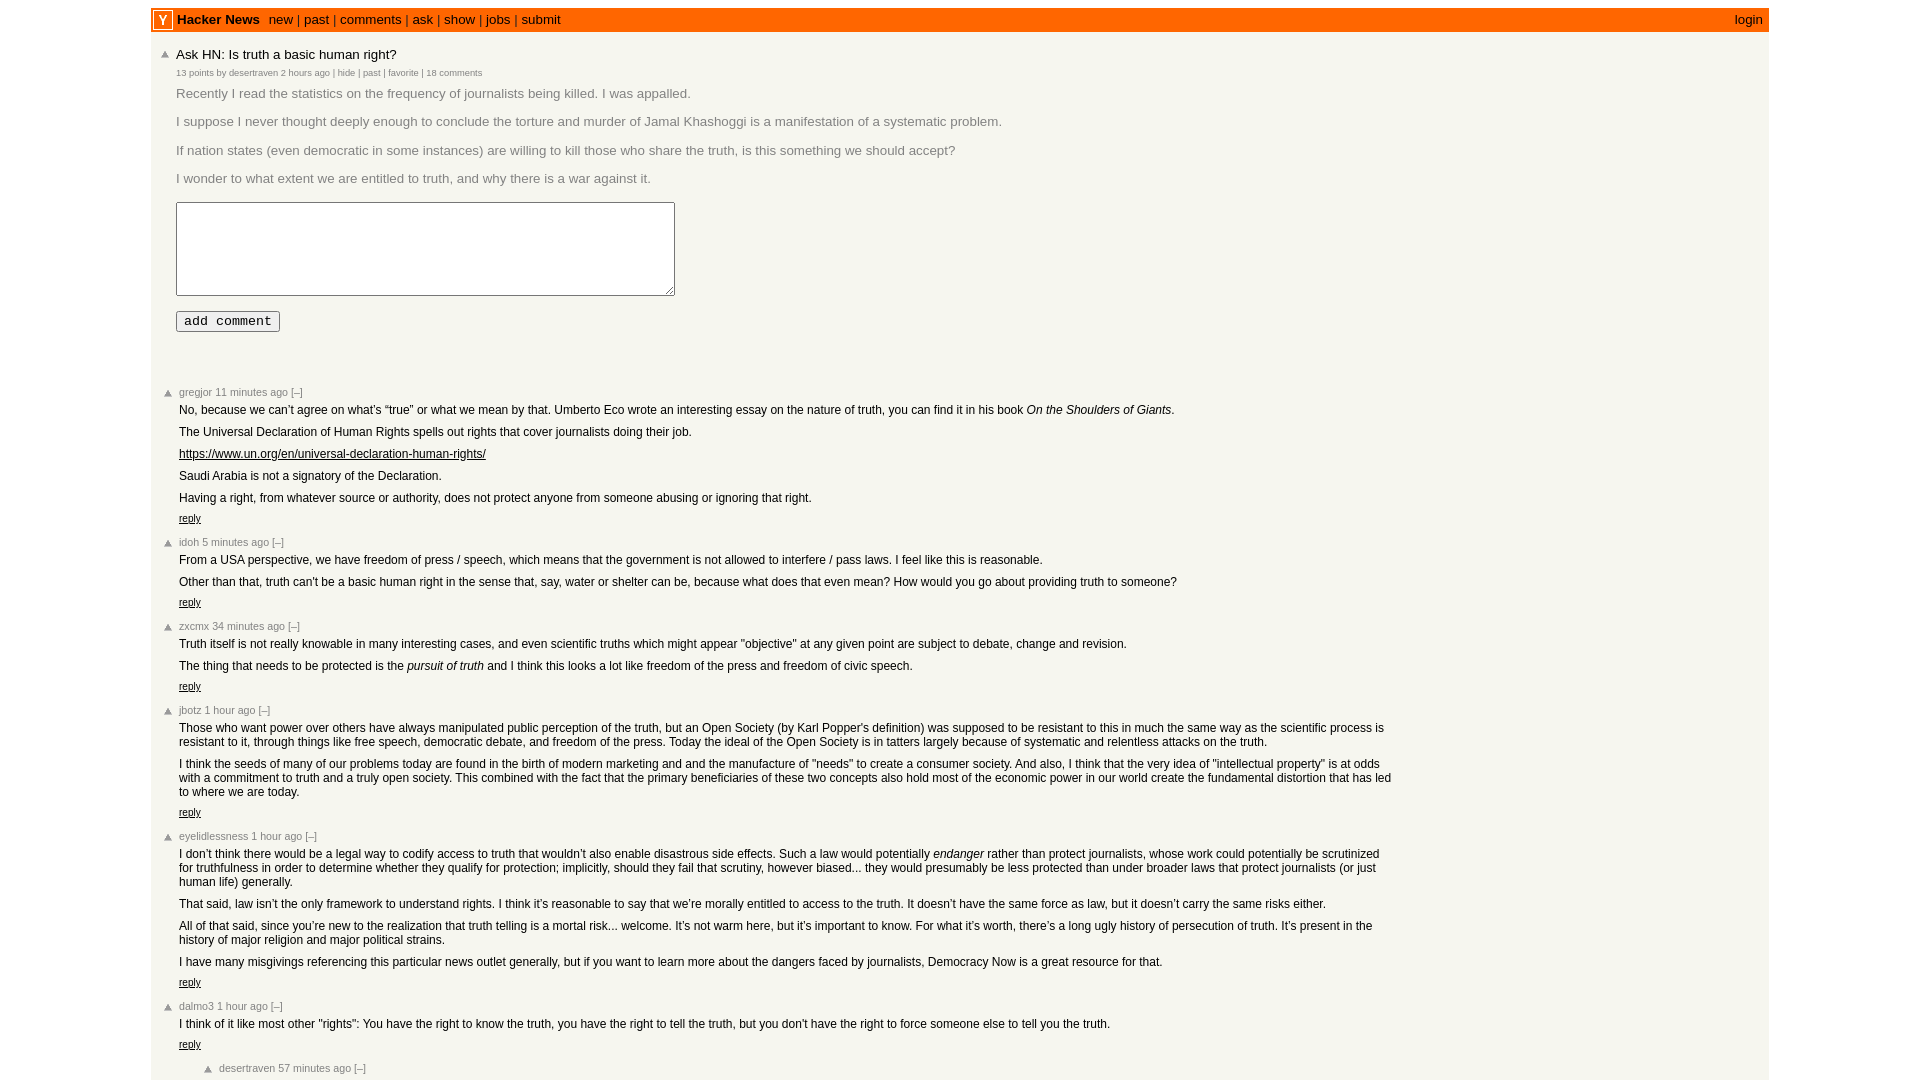 Y Hacker News new | past | comments | ask | show | jobs | submit login
Ask HN: Is truth a basic human right?
13 points by desertraven 2 hours ago | hide | past | favorite | 18 comments
Recently I read the statistics on the frequency of journalists being killed. I was appalled.
I suppose I never thought deeply enough to conclude the torture and murder of Jamal Khashoggi is a manifestation of a systematic problem.
If nation states (even democratic in some instances) are willing to kill those who share the truth, is this something we should accept?
I wonder to what extent we are entitled to truth, and why there is a war against it.
add comment
gregjor 11 minutes ago [–]
No, because we can’t agree on what’s “true” or what we mean by that. Umberto Eco wrote an interesting essay on the nature of truth, you can find it in his book On the Shoulders of Giants.
The Universal Declaration of Human Rights spells out rights that cover journalists doing their job.
https://www.un.org/en/universal-declaration-human-rights/
Saudi Arabia is not a signatory of the Declaration.
Having a right, from whatever source or authority, does not protect anyone from someone abusing or ignoring that right.
reply
idoh 5 minutes ago [–]
From a USA perspective, we have freedom of press / speech, which means that the government is not allowed to interfere / pass laws. I feel like this is reasonable.
Other than that, truth can't be a basic human right in the sense that, say, water or shelter can be, because what does that even mean? How would you go about providing truth to someone?
reply
zxcmx 34 minutes ago [–]
Truth itself is not really knowable in many interesting cases, and even scientific truths which might appear "objective" at any given point are subject to debate, change and revision.
The thing that needs to be protected is the pursuit of truth and I think this looks a lot like freedom of the press and freedom of civic speech.
reply
jbotz 1 hour ago [–]
Those who want power over others have always manipulated public perception of the truth, but an Open Society (by Karl Popper's definition) was supposed to be resistant to this in much the same way as the scientific process is
resistant to it, through things like free speech, democratic debate, and freedom of the press. Today the ideal of the Open Society is in tatters largely because of systematic and relentless attacks on the truth.
I think the seeds of many of our problems today are found in the birth of modern marketing and and the manufacture of "needs" to create a consumer society. And also, I think that the very idea of "intellectual property" is at odds
with a commitment to truth and a truly open society. This combined with the fact that the primary beneficiaries of these two concepts also hold most of the economic power in our world create the fundamental distortion that has led
to where we are today.
reply
eyelidlessness 1 hour ago [–]
I don’t think there would be a legal way to codify access to truth that wouldn’t also enable disastrous side effects. Such a law would potentially endanger rather than protect journalists, whose work could potentially be scrutinized
for truthfulness in order to determine whether they qualify for protection; implicitly, should they fail that scrutiny, however biased... they would presumably be less protected than under broader laws that protect journalists (or just
human life) generally.
That said, law isn’t the only framework to understand rights. I think it’s reasonable to say that we’re morally entitled to access to the truth. It doesn’t have the same force as law, but it doesn’t carry the same risks either.
All of that said, since you’re new to the realization that truth telling is a mortal risk... welcome. It’s not warm here, but it’s important to know. For what it’s worth, there’s a long ugly history of persecution of truth. It’s present in the
history of major religion and major political strains.
I have many misgivings referencing this particular news outlet generally, but if you want to learn more about the dangers faced by journalists, Democracy Now is a great resource for that.
reply
dalmo3 1 hour ago [–]
I think of it like most other "rights": You have the right to know the truth, you have the right to tell the truth, but you don't have the right to force someone else to tell you the truth.
reply
desertraven 57 minutes ago [–]